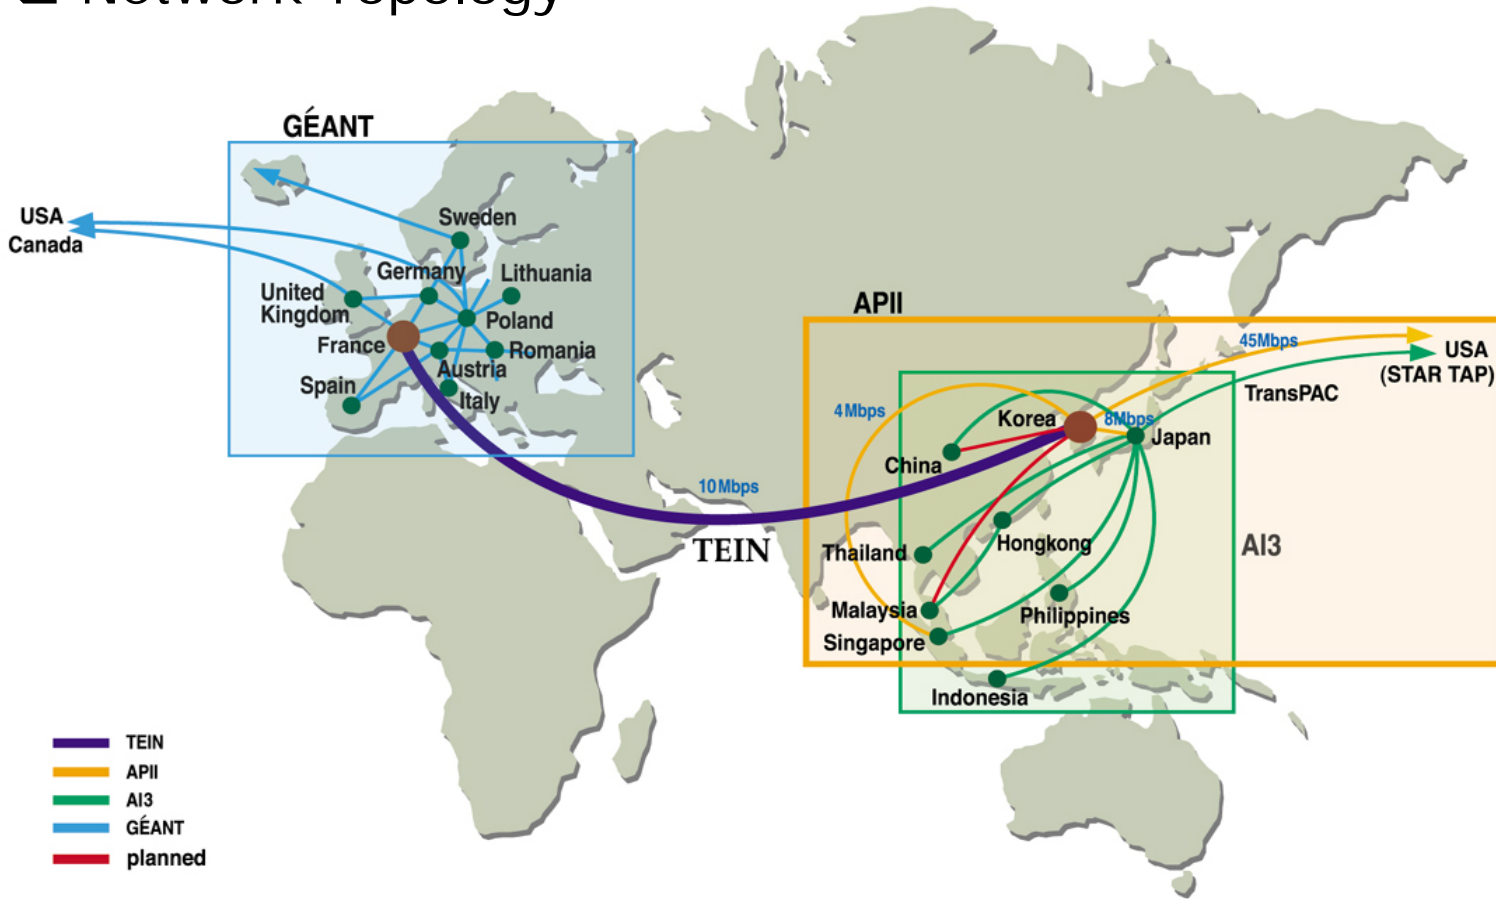 Network Topology
GÉANT
USA
Canada
Sweden
Germany
Lithuania
United
Kingdom
Poland
France
Romania
Austria
Spain
Italy
APII
45Mbps
USA
(STAR TAP)
TransPAC
4Mbps
Korea
8Mbps
Japan
China
10Mbps
TEIN
Thailand
Hongkong
AI3
Malaysia
Philippines
Singapore
Indonesia
TEIN
APII
AI3
GÉANT
planned